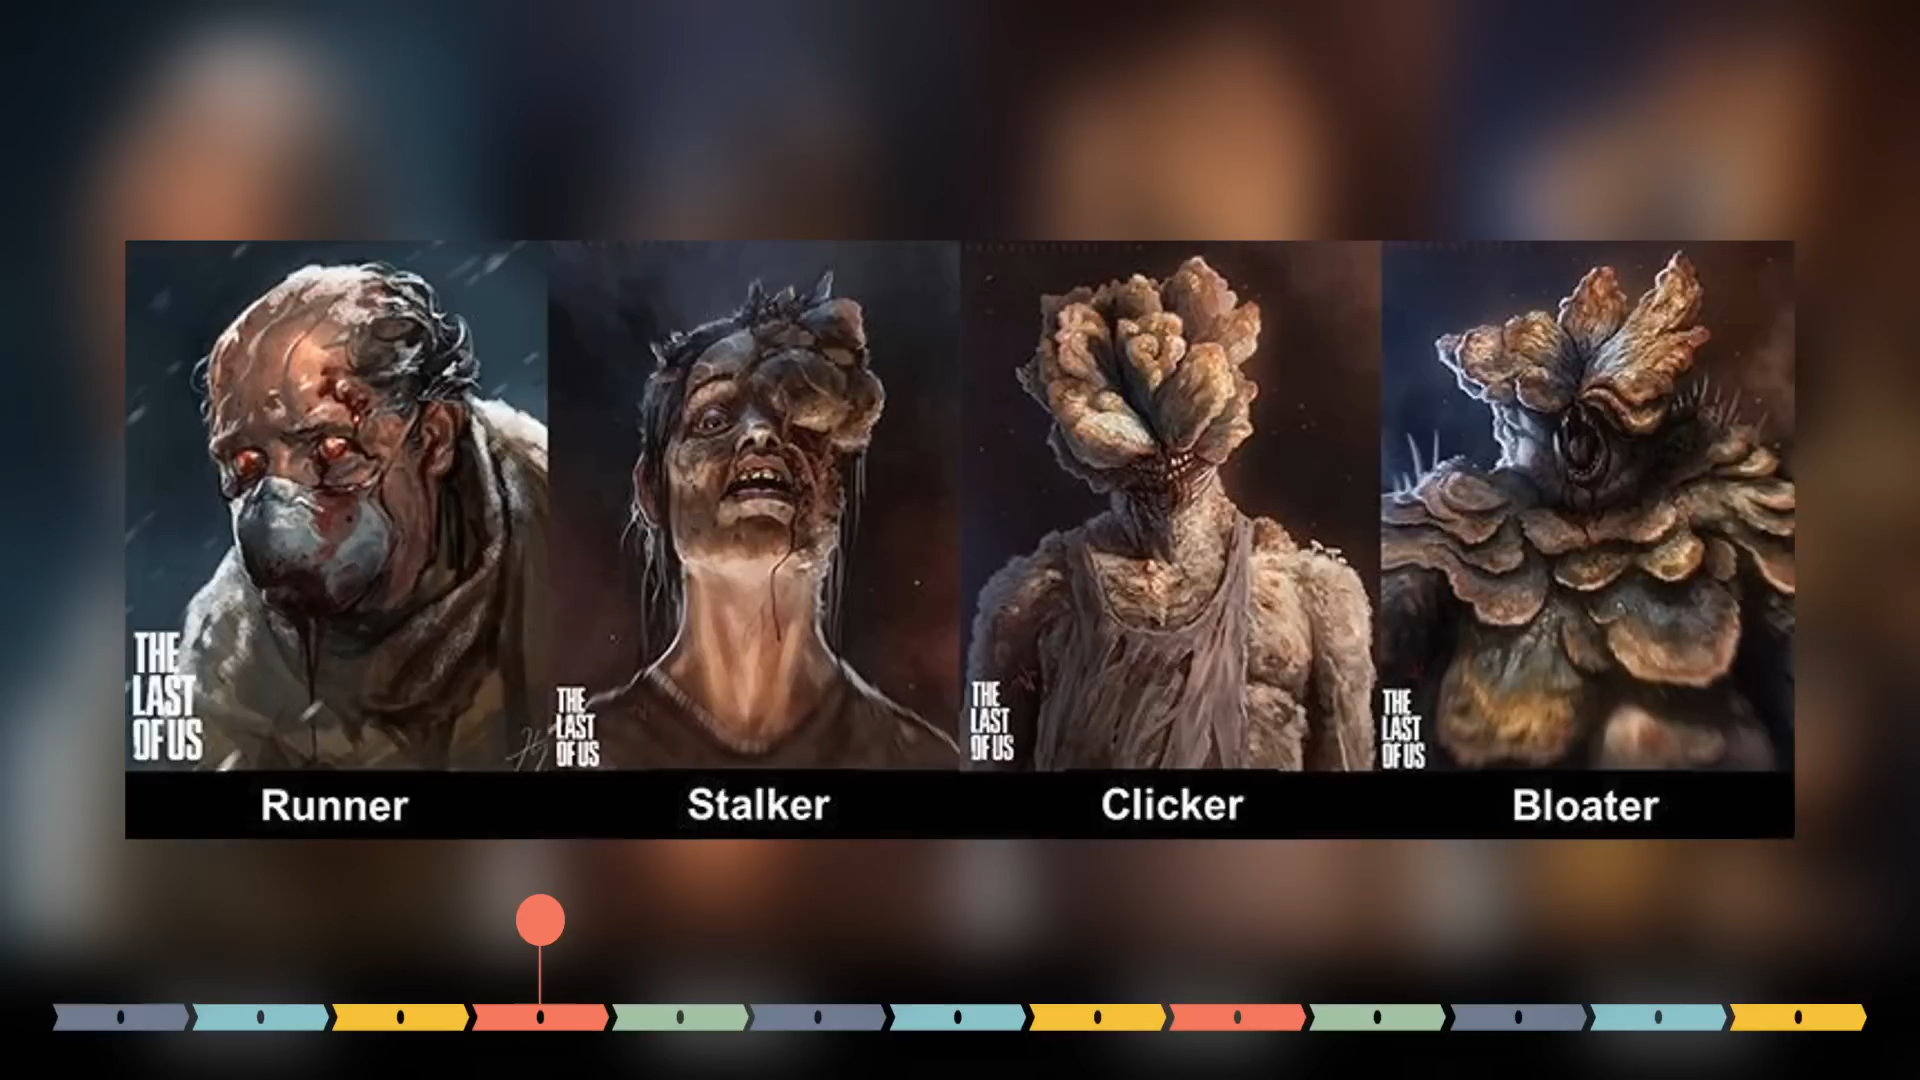 THE
LAST
OF US
THE
LAST
OF US
THE
LAST
OF US
THE
LAST
OF US
Runner
Stalker
Clicker
Bloater